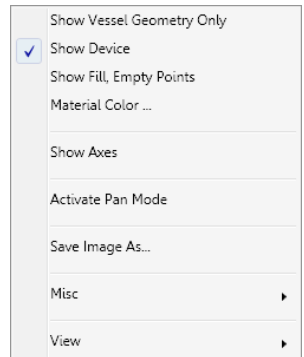 Show Vessel Geometry Only
Show Device
Show Fill, Empty Points
Material Color ...
Show Axes
Activate Pan Mode
Save Image As...
Misc
View